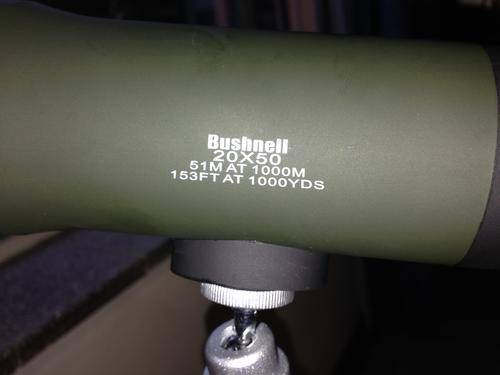 Bushnell
20X50
51M AT 1000M
153FT AT 1000YDS